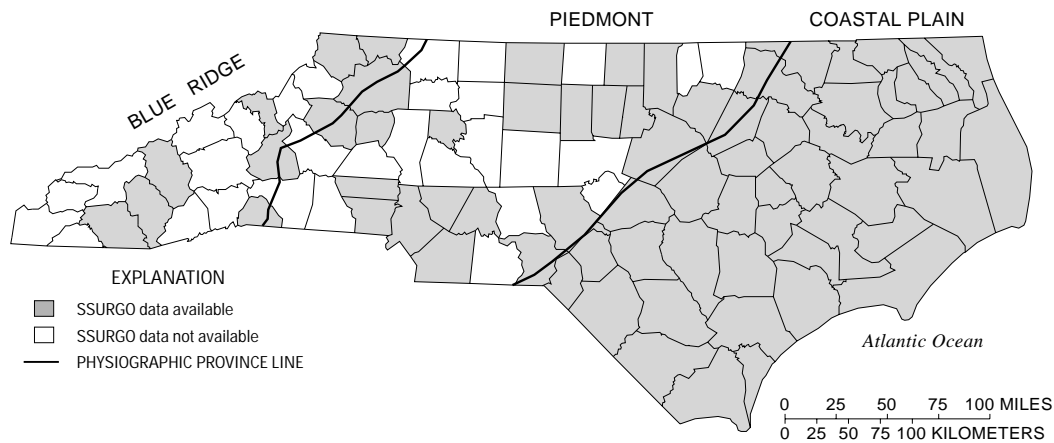 PIEDMONT
COASTAL PLAIN
BLUE RIDGE
EXPLANATION
SSURGO data available
SSURGO data not available
PHYSIOGRAPHIC PROVINCE LINE
Atlantic Ocean
0 25 50 75 100 MILES
0 25 50 75 100 KILOMETERS